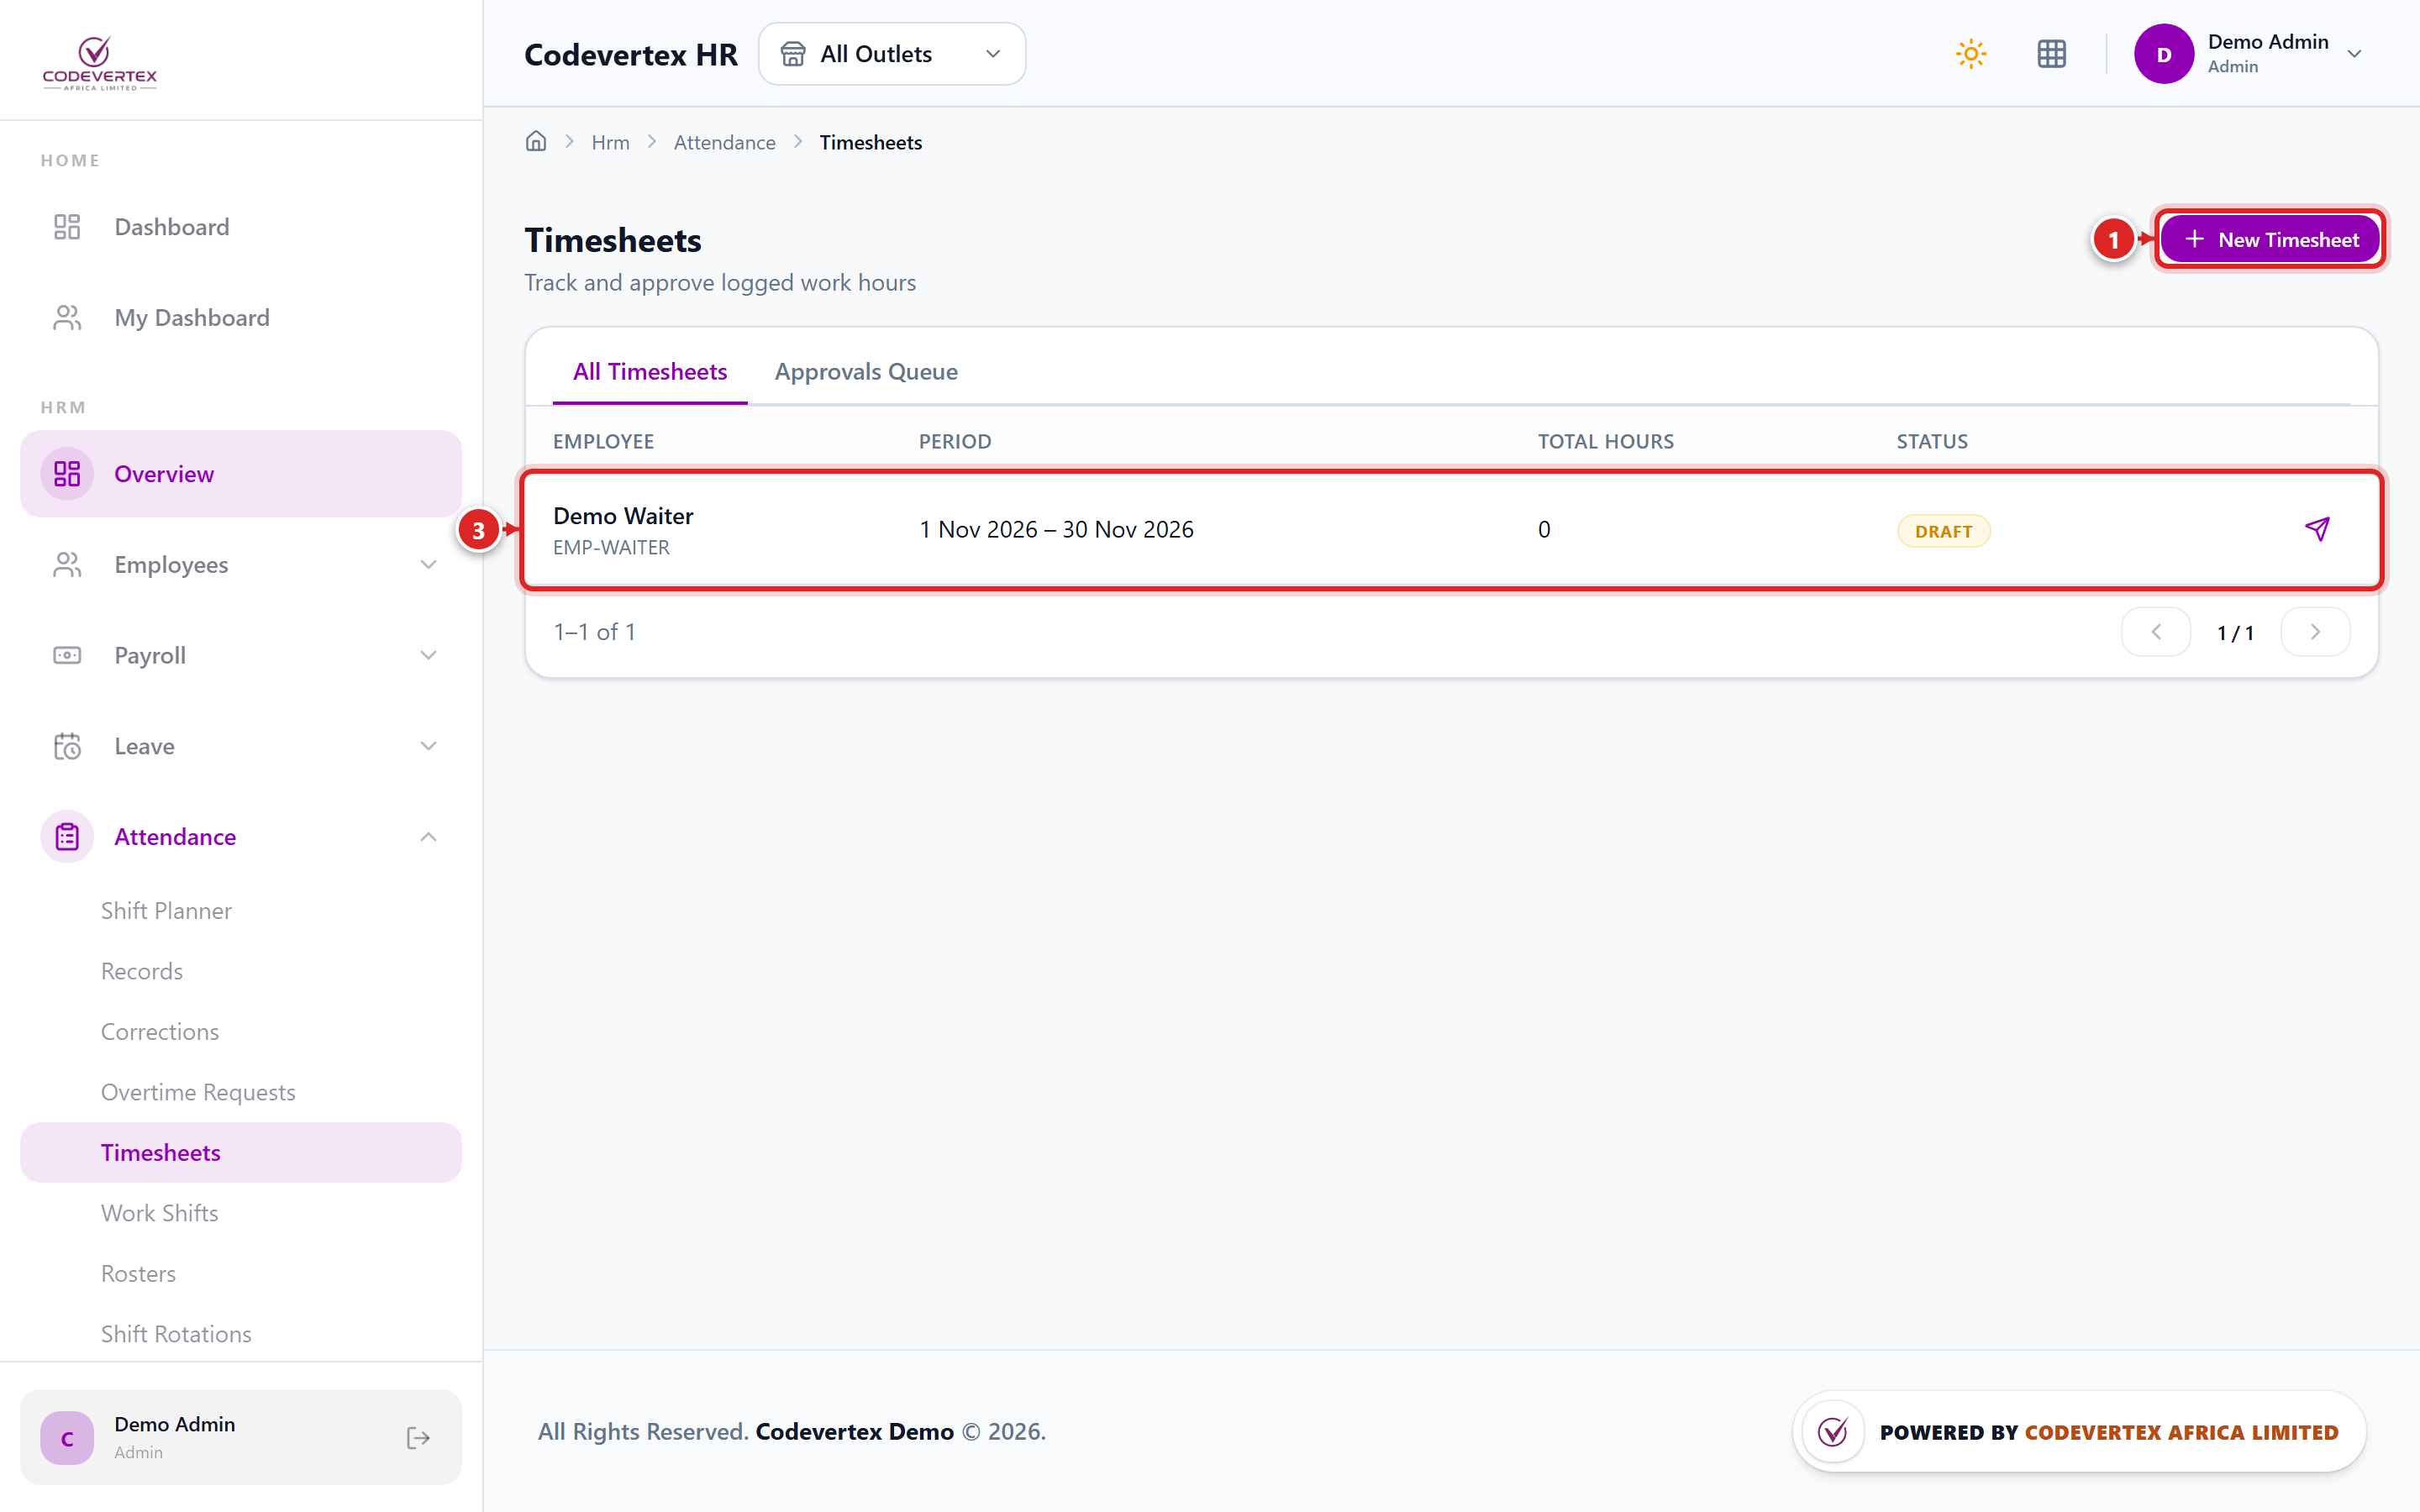 CODEVERTEX
AFRICA LIMITED
HOME
Dashboard
My Dashboard
HRM
Overview
Employees
Payroll
Leave
Attendance
Shift Planner
Records
Corrections
Overtime Requests
Timesheets
Work Shifts
Rosters
Shift Rotations
C
Demo Admin
Admin
Codevertex HR
All Outlets
D
Demo Admin
Admin
Hrm
Attendance
Timesheets
Timesheets
Track and approve logged work hours
1
New Timesheet
All Timesheets
Approvals Queue
EMPLOYEE PERIOD TOTAL HOURS STATUS
3
Demo Waiter
EMP-WAITER
1 Nov 2026 – 30 Nov 2026
0
DRAFT
1–1 of 1
1 / 1
All Rights Reserved. Codevertex Demo © 2026.
POWERED BY CODEVERTEX AFRICA LIMITED